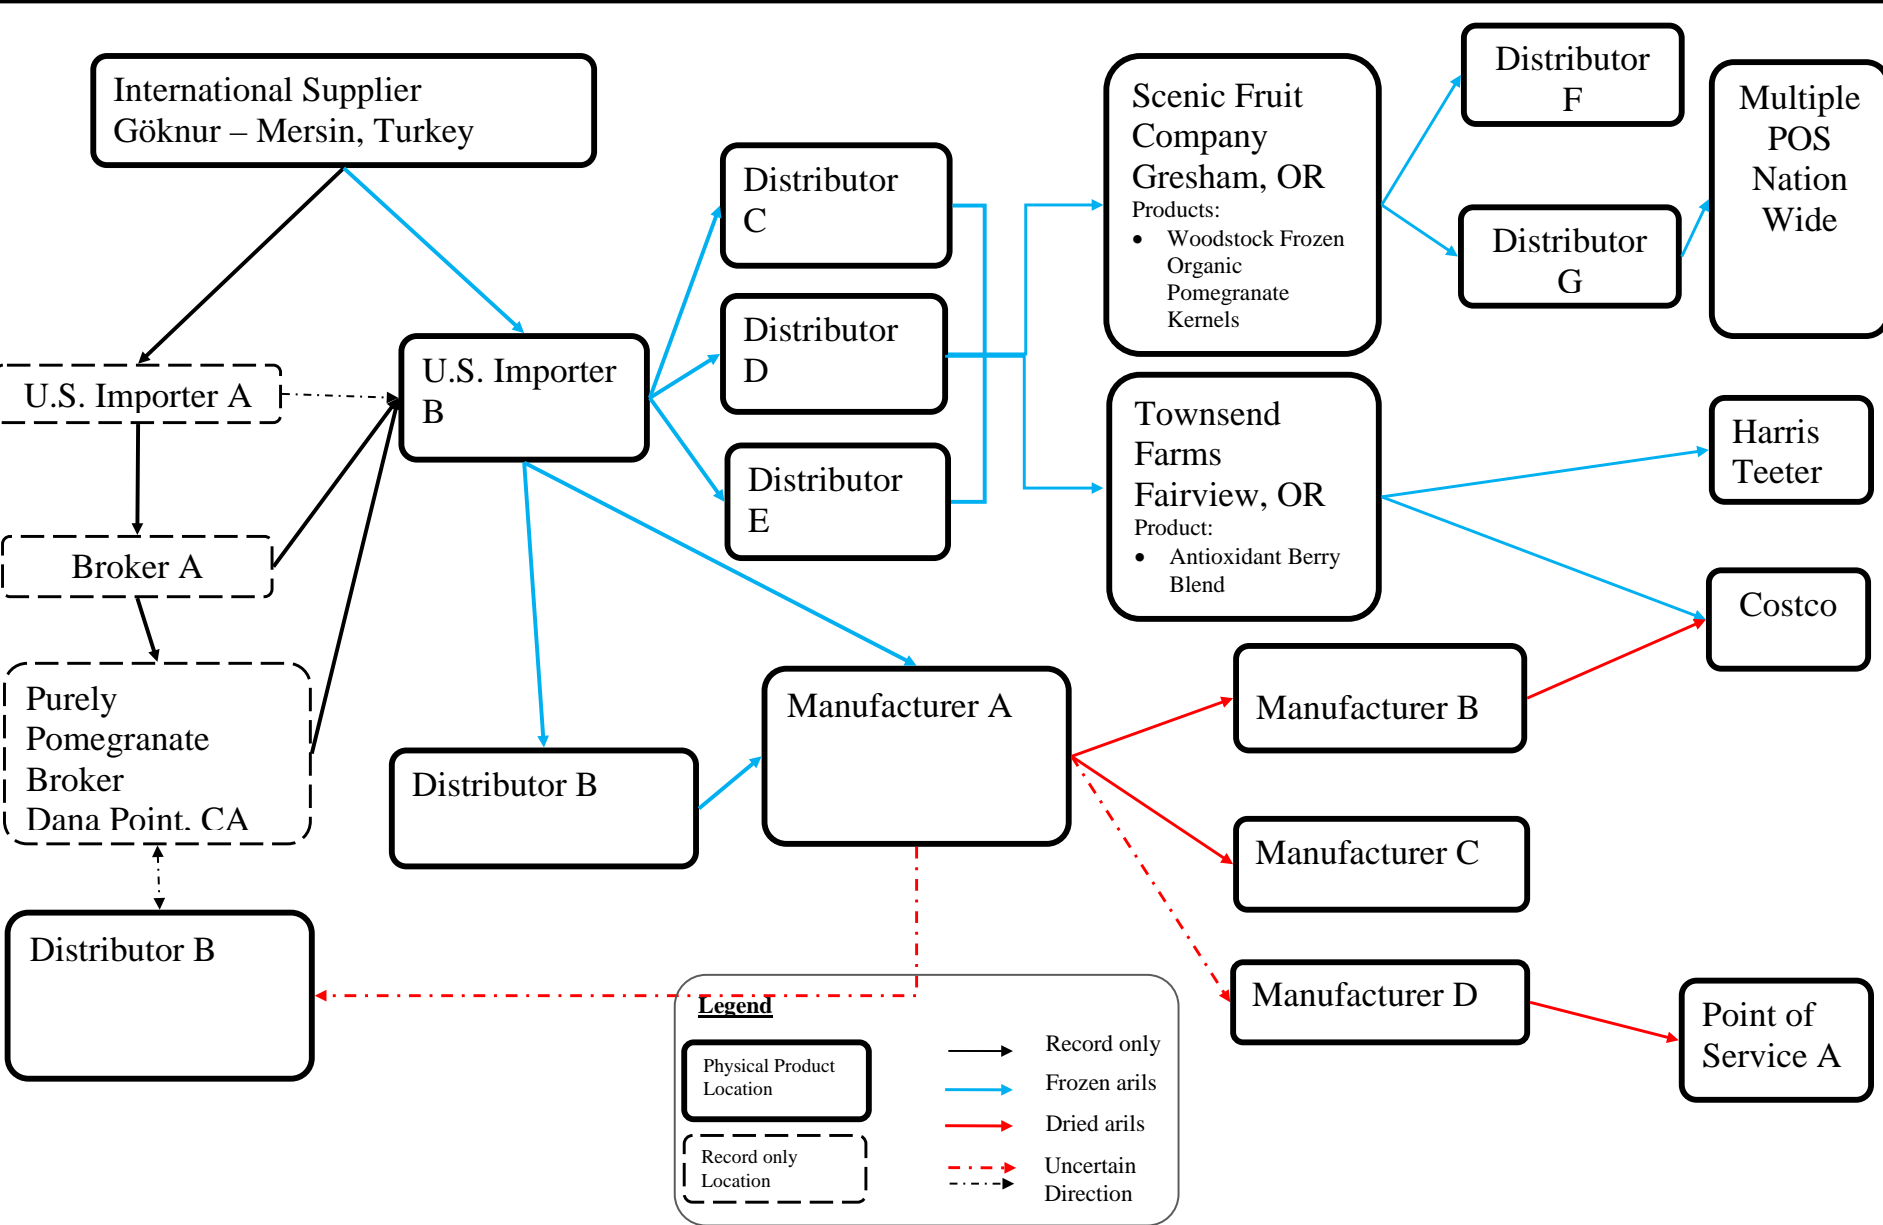 International Supplier
Göknur – Mersin, Turkey
U.S. Importer A
Broker A
Purely
Pomegranate
Broker
Dana Point, CA
Distributor B
U.S. Importer
B
Distributor B
Distributor
C
Distributor
D
Distributor
E
Manufacturer A
Scenic Fruit
Company
Gresham, OR
Products:
• Woodstock Frozen
Organic
Pomegranate
Kernels
Townsend
Farms
Fairview, OR
Product:
• Antioxidant Berry
Blend
Distributor
F
Distributor
G
Multiple
POS
Nation
Wide
Harris
Teeter
Costco
Manufacturer B
Manufacturer C
Manufacturer D
Point of
Service A
Legend
Physical Product
Location
Record only
Location
Record only
Frozen arils
Dried arils
Uncertain
Direction